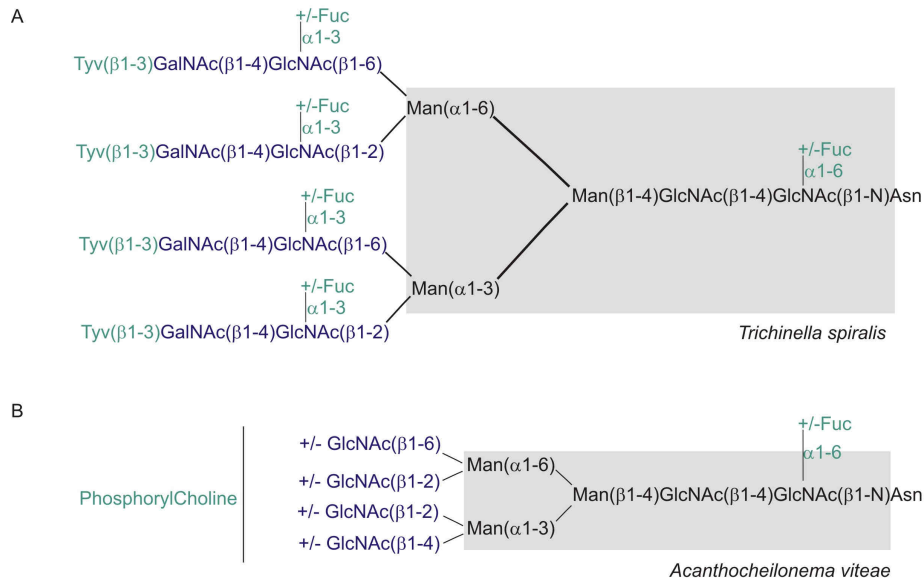 A
+/-Fuc
α1-3
Tyv(β1-3)GalNAc(β1-4)GlcNAc(β1-6)
Man(α1-6)
+/-Fuc
α1-3
Tyv(β1-3)GalNAc(β1-4)GlcNAc(β1-2)
+/-Fuc
α1-6
Man(β1-4)GlcNAc(β1-4)GlcNAc(β1-N)Asn
+/-Fuc
α1-3
Tyv(β1-3)GalNAc(β1-4)GlcNAc(β1-6)
Man(α1-3)
+/-Fuc
α1-3
Tyv(β1-3)GalNAc(β1-4)GlcNAc(β1-2)
Trichinella spiralis
B
+/-Fuc
α1-6
+/- GlcNAc(β1-6)
Man(α1-6)
+/- GlcNAc(β1-2)
PhosphorylCholine
Man(β1-4)GlcNAc(β1-4)GlcNAc(β1-N)Asn
+/- GlcNAc(β1-2)
Man(α1-3)
+/- GlcNAc(β1-4)
Acanthocheilonema viteae